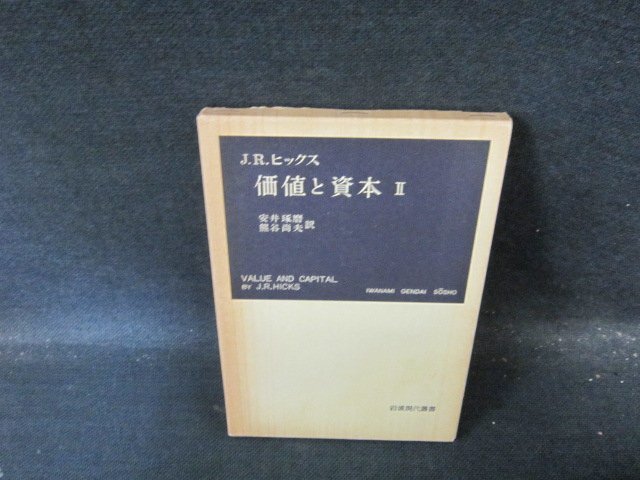 J.R.ヒックス
価値と資本 II
安井琢磨
熊谷尚夫 訳
VALUE AND CAPITAL
BY J.R.HICKS
IWANAMI GENDAI SŌSHO
岩波現代叢書